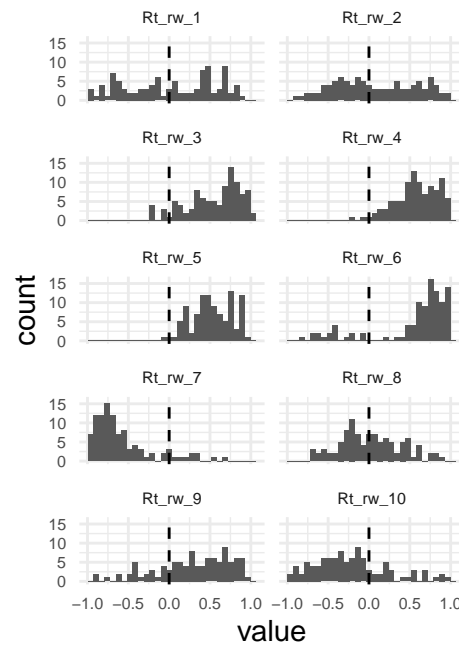 Rt_rw_1 Rt_rw_2
15
10
5
0
Rt_rw_3 Rt_rw_4
15
10
5
0
Rt_rw_5 Rt_rw_6
15
10
5
0
Rt_rw_7 Rt_rw_8
15
10
5
0
Rt_rw_9 Rt_rw_10
15
10
5
0
−1.0 −0.5 0.0 0.5 1.0 −1.0 −0.5 0.0 0.5 1.0
count
value